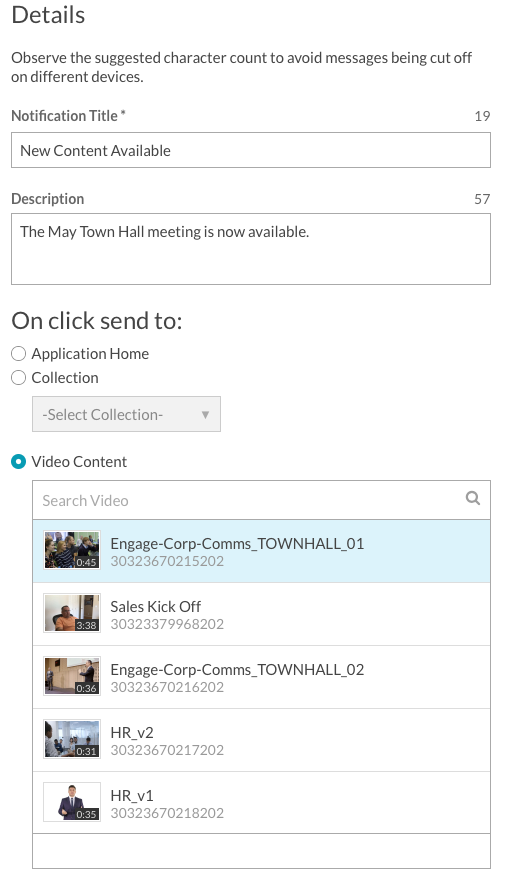 Details
Observe the suggested character count to avoid messages being cut off
on different devices.
Notification Title * 19
New Content Available
Description 57
The May Town Hall meeting is now available.
On click send to:
Application Home
Collection
-Select Collection- ▼
Video Content
Search Video
Engage-Corp-Comms_TOWNHALL_01
0:45 30323670215202
Sales Kick Off
3:38 30323379968202
Engage-Corp-Comms_TOWNHALL_02
0:36 30323670216202
HR_v2
0:31 30323670217202
HR_v1
0:35 30323670218202